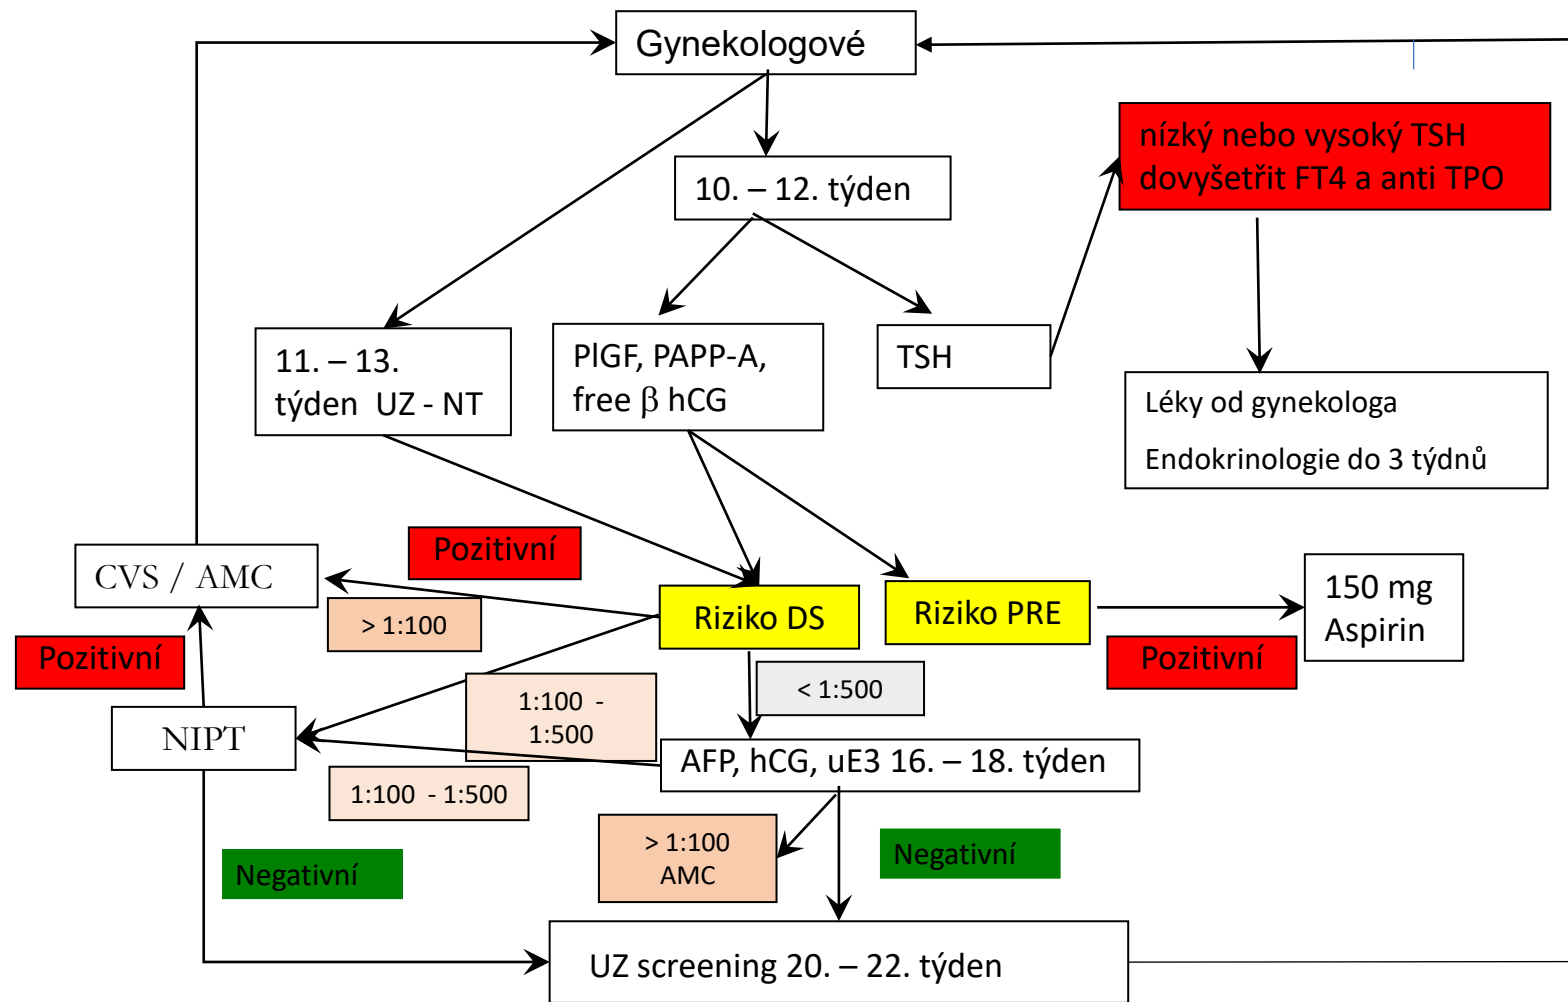 Gynekologové
nízký nebo vysoký TSH
dovyšetřit FT4 a anti TPO
10. – 12. týden
11. – 13.
týden UZ - NT
PlGF, PAPP-A,
free β hCG
TSH
Léky od gynekologa
Endokrinologie do 3 týdnů
Pozitivní
CVS / AMC
> 1:100
Riziko DS
Riziko PRE
150 mg
Aspirin
Pozitivní
Pozitivní
< 1:500
1:100 -
1:500
NIPT
AFP, hCG, uE3 16. – 18. týden
1:100 - 1:500
> 1:100
AMC
Negativní
Negativní
UZ screening 20. – 22. týden